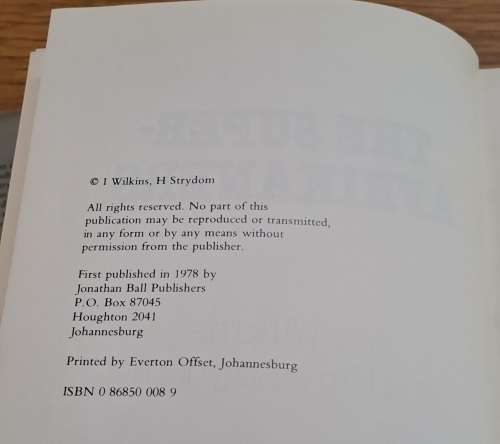 © I Wilkins, H Strydom
All rights reserved. No part of this
publication may be reproduced or transmitted,
in any form or by any means without
permission from the publisher.
First published in 1978 by
Jonathan Ball Publishers
P.O. Box 87045
Houghton 2041
Johannesburg
Printed by Everton Offset, Johannesburg
ISBN 0 86850 008 9